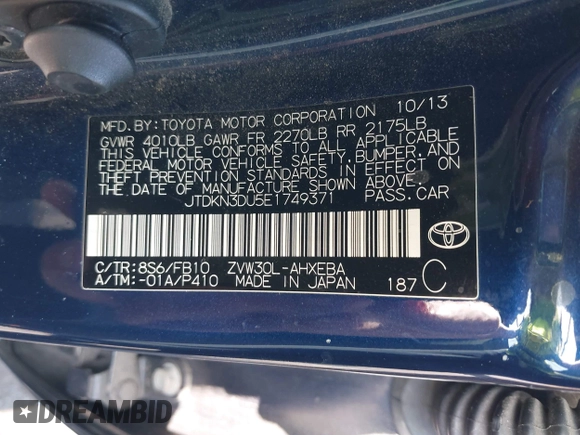 MFD.BY:TOYOTA MOTOR CORPORATION 10/13
GVWR 4010LB GAWR FR 2270LB RR 2175LB
THIS VEHICLE CONFORMS TO ALL APPLICABLE
FEDERAL MOTOR VEHICLE SAFETY,BUMPER,AND
THEFT PREVENTION STANDARDS IN EFFECT ON
THE DATE OF MANUFACTURE SHOWN ABOVE.
JTDKN3DU5E1749371 PASS.CAR
C/TR:8S6/FB10 ZVW30L-AHXEBA
A/TM:-01A/P410 MADE IN JAPAN 187 C
DREAMBID